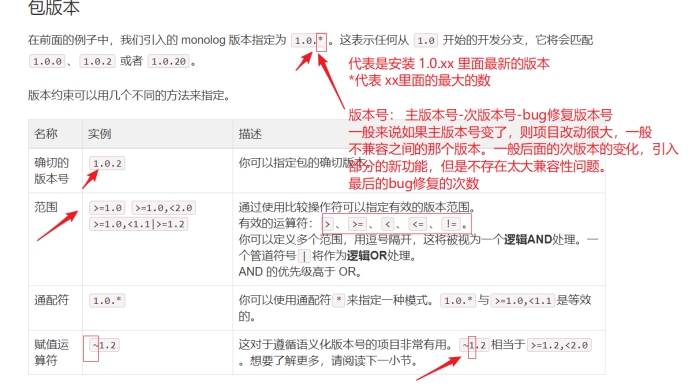 包版本
在前面的例子中，我们引入的 monolog 版本指定为 1.0.* 。这表示任何从 1.0 开始的开发分支，它将会匹配
1.0.0 、 1.0.2 或者 1.0.20 。
代表是安装 1.0.xx 里面最新的版本
*代表 xx里面的最大的数
版本约束可以用几个不同的方法来指定。
版本号： 主版本号-次版本号-bug修复版本号
一般来说如果主版本号变了，则项目改动很大，一般
不兼容之间的那个版本。一般后面的次版本的变化，引入
部分的新功能，但是不存在太大兼容性问题。
最后的bug修复的次数
名称 实例 描述
确切的
版本号
1.0.2
你可以指定包的确切版本
范围
>=1.0 >=1.0,<2.0
>=1.0,<1.1|>=1.2
通过使用比较操作符可以指定有效的版本范围。
有效的运算符： > 、 >= 、 < 、 <= 、 != 。
你可以定义多个范围，用逗号隔开，这将被视为一个逻辑AND处理。一
个管道符号 | 将作为逻辑OR处理。
AND 的优先级高于 OR。
通配符
1.0.*
你可以使用通配符 * 来指定一种模式。 1.0.* 与 >=1.0,<1.1 是等效
的。
赋值运
算符
~1.2
这对于遵循语义化版本号的项目非常有用。 ~1.2 相当于 >=1.2,<2.0
。想要了解更多，请阅读下一小节。